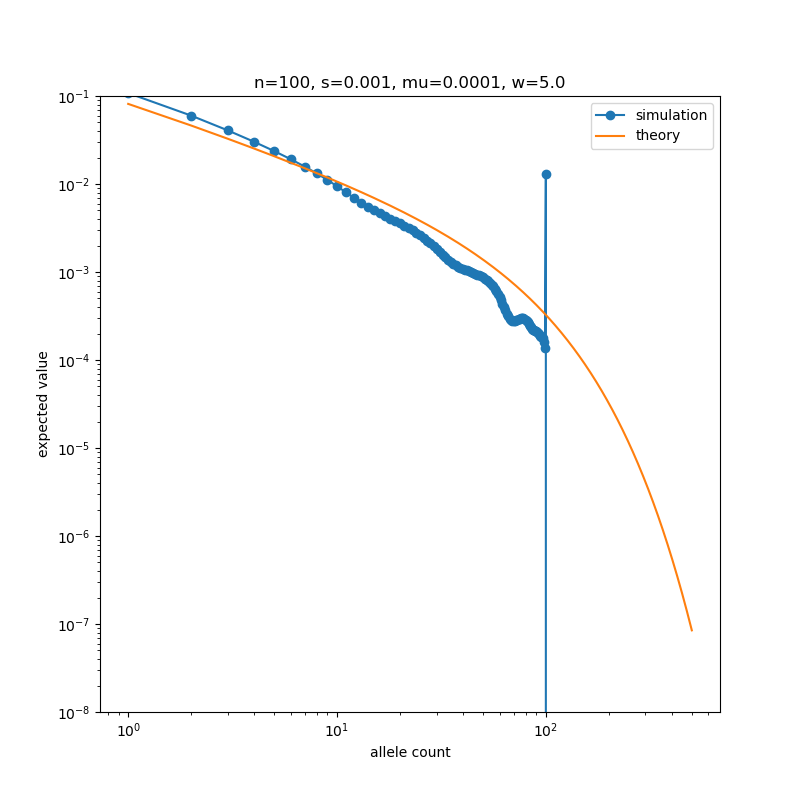 n=100, s=0.001, mu=0.0001, w=5.0
simulation
theory
expected value
10⁻¹
10⁻²
10⁻³
10⁻⁴
10⁻⁵
10⁻⁶
10⁻⁷
10⁻⁸
10⁰ 10¹ 10²
allele count